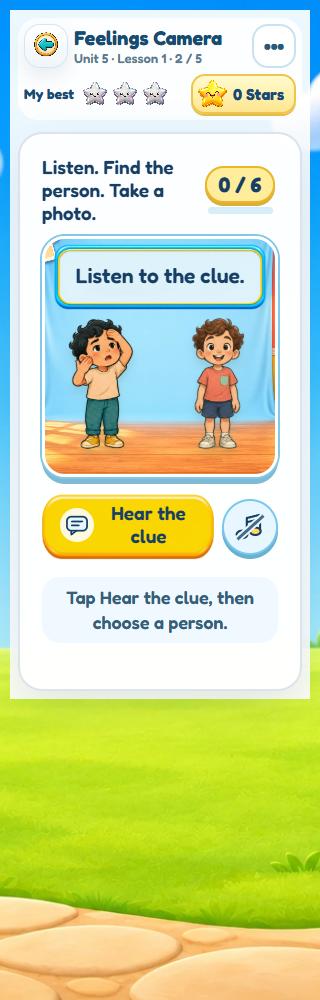 Feelings Camera
Unit 5 · Lesson 1 · 2 / 5
•••
My best
0 Stars
Listen. Find the
person. Take a
photo.
0 / 6
Listen to the clue.
Hear the
clue
Tap Hear the clue, then
choose a person.